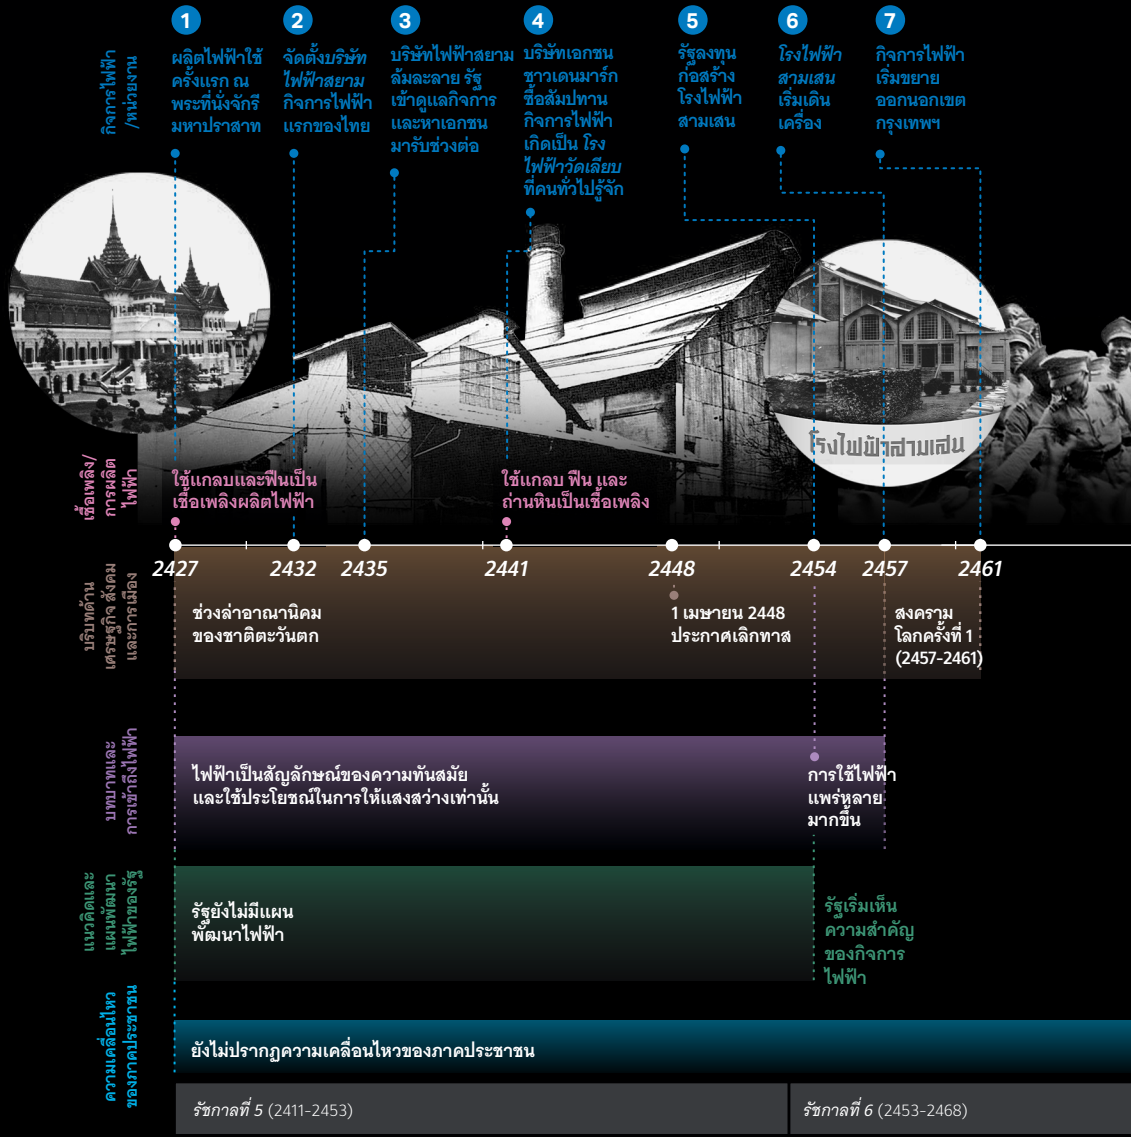 1
2
3
4
5
6
7
กิจการไฟฟ้า
/หน่วยงาน
ผลิตไฟฟ้าใช้
ครั้งแรก ณ
พระที่นั่งจักรี
มหาปราสาท
จัดตั้งบริษัท
ไฟฟ้าสยาม
กิจการไฟฟ้า
แรกของไทย
บริษัทไฟฟ้าสยาม
ล้มละลาย รัฐ
เข้าดูแลกิจการ
และหาเอกชน
มารับช่วงต่อ
บริษัทเอกชน
ชาวเดนมาร์ก
ซื้อสัมปทาน
กิจการไฟฟ้า
เกิดเป็น โรง
ไฟฟ้าวัดเลียบ
ที่คนทั่วไปรู้จัก
รัฐลงทุน
ก่อสร้าง
โรงไฟฟ้า
สามเสน
โรงไฟฟ้า
สามเสน
เริ่มเดิน
เครื่อง
กิจการไฟฟ้า
เริ่มขยาย
ออกนอกเขต
กรุงเทพฯ
โรงไฟฟ้าสามเสน
เชื้อเพลิง/
การผลิต
ไฟฟ้า
ใช้แกลบและฟืนเป็น
เชื้อเพลิงผลิตไฟฟ้า
ใช้แกลบ ฟืน และ
ถ่านหินเป็นเชื้อเพลิง
2427
2432
2435
2441
2448
2454
2457
2461
บริบทด้าน
เศรษฐกิจ สังคม
และการเมือง
ช่วงล่าอาณานิคม
ของชาติตะวันตก
1 เมษายน 2448
ประกาศเลิกทาส
สงคราม
โลกครั้งที่ 1
(2457-2461)
บทบาทและ
การเข้าถึงไฟฟ้า
ไฟฟ้าเป็นสัญลักษณ์ของความทันสมัย
และใช้ประโยชน์ในการให้แสงสว่างเท่านั้น
การใช้ไฟฟ้า
แพร่หลาย
มากขึ้น
แนวคิดและ
แผนพัฒนา
ไฟฟ้าของรัฐ
รัฐยังไม่มีแผน
พัฒนาไฟฟ้า
รัฐเริ่มเห็น
ความสำคัญ
ของกิจการ
ไฟฟ้า
ความเคลื่อนไหว
ของภาคประชาชน
ยังไม่ปรากฏความเคลื่อนไหวของภาคประชาชน
รัชกาลที่ 5 (2411-2453)
รัชกาลที่ 6 (2453-2468)